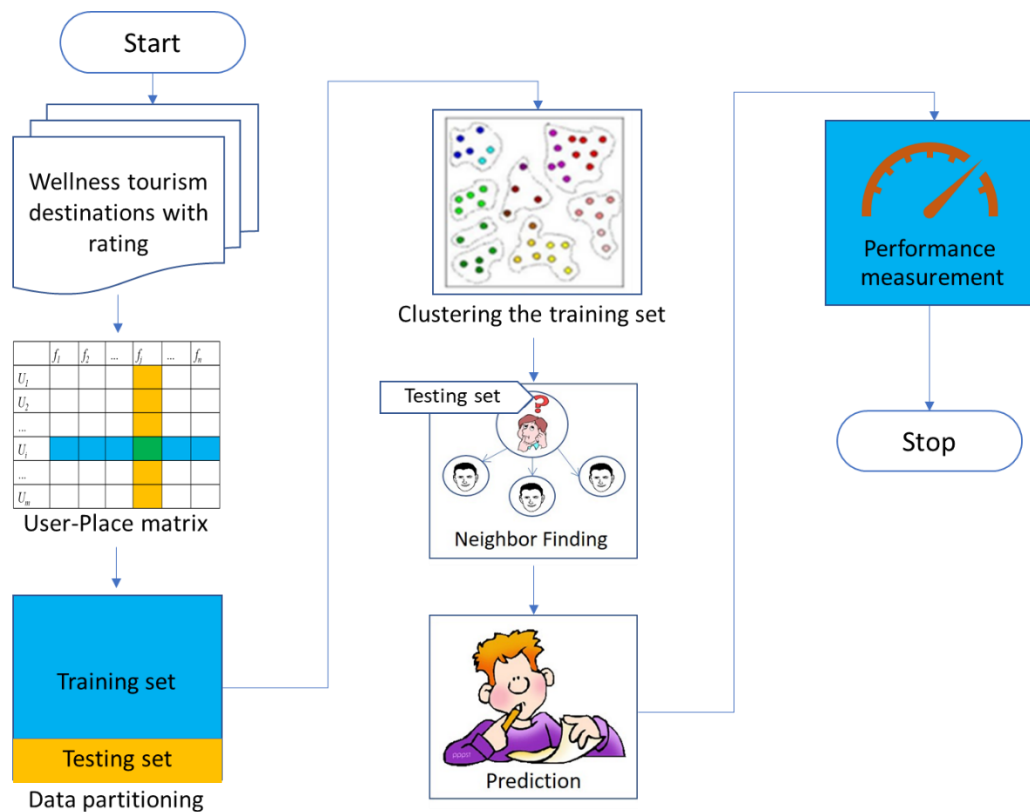 Start
Wellness tourism
destinations with
rating
f1 f2 ... fj ... fn
U1
U2
...
Ui
...
Um
User-Place matrix
Training set
Testing set
Data partitioning
Clustering the training set
Testing set
?
Neighbor Finding
Prediction
Performance
measurement
Stop